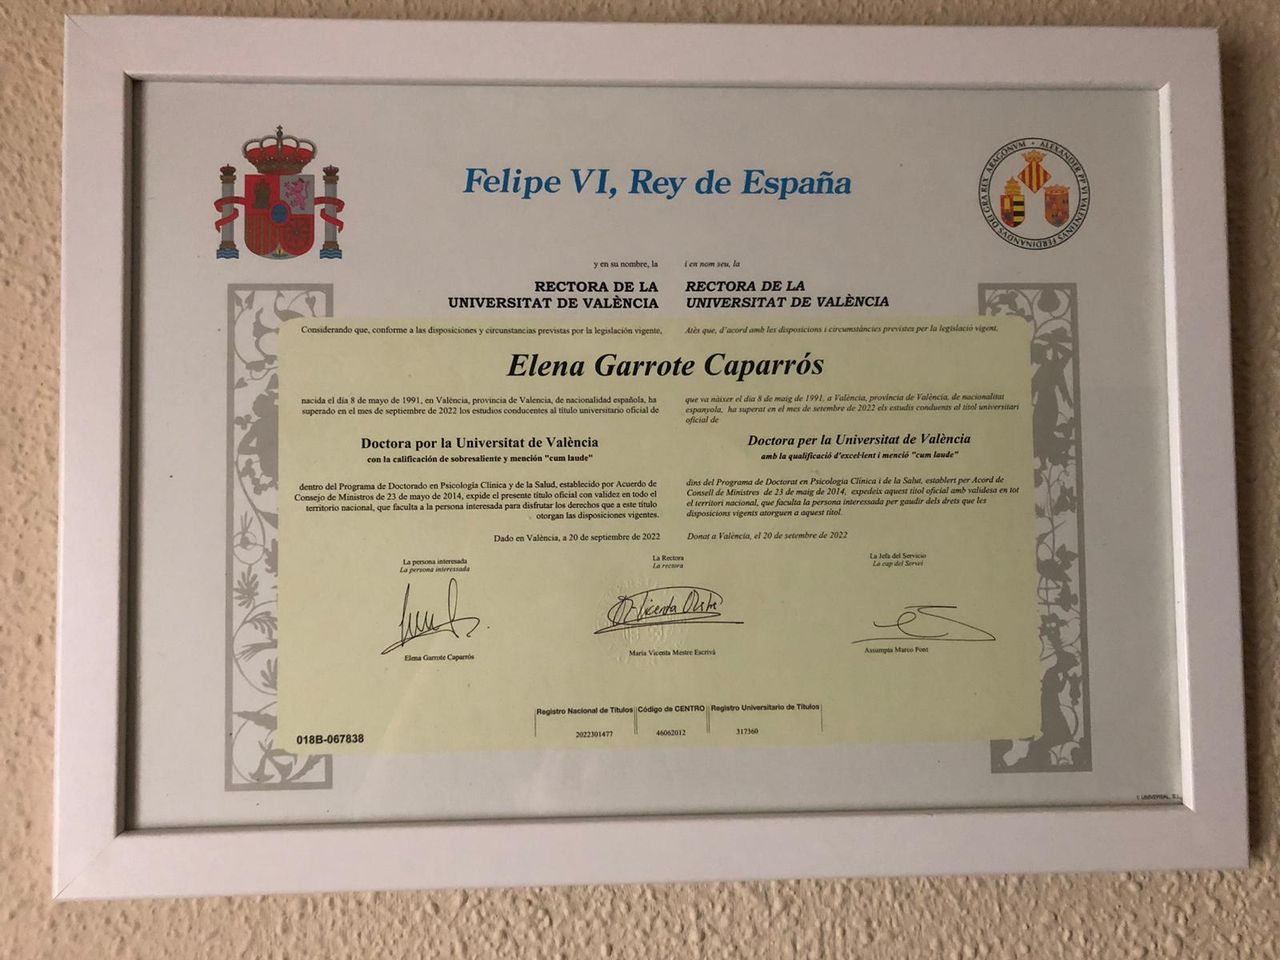 Felipe VI, Rey de España
ALEXANDER PP VI VALENTINVS FERDINANDVS DEI GRA REX ARAGONVM
y en su nombre, la
RECTORA DE LA
UNIVERSITAT DE VALÈNCIA
i en nom seu, la
RECTORA DE LA
UNIVERSITAT DE VALÈNCIA
Considerando que, conforme a las disposiciones y circunstancias previstas por la legislación vigente,
Atès que, d'acord amb les disposicions i circumstàncies previstes per la legislació vigent,
Elena Garrote Caparrós
nacida el día 8 de mayo de 1991, en València, provincia de Valencia, de nacionalidad española, ha
superado en el mes de septiembre de 2022 los estudios conducentes al título universitario oficial de
Doctora por la Universitat de València
con la calificación de sobresaliente y mención "cum laude"
dentro del Programa de Doctorado en Psicología Clínica y de la Salud, establecido por Acuerdo de
Consejo de Ministros de 23 de mayo de 2014, expide el presente título oficial con validez en todo el
territorio nacional, que faculta a la persona interesada para disfrutar los derechos que a este título
otorgan las disposiciones vigentes.
Dado en València, a 20 de septiembre de 2022
que va nàixer el dia 8 de maig de 1991, a València, província de València, de nacionalitat
espanyola, ha superat en el mes de setembre de 2022 els estudis conduents al títol universitari
oficial de
Doctora per la Universitat de València
amb la qualificació d'excel·lent i menció "cum laude"
dins del Programa de Doctorat en Psicologia Clínica i de la Salut, establert per Acord de
Consell de Ministres de 23 de maig de 2014, expedeix aquest títol oficial amb validesa en tot
el territori nacional, que faculta la persona interessada per gaudir dels drets que les
disposicions vigents atorguen a aquest títol.
Donat a València, el 20 de setembre de 2022
La persona interesada
La persona interessada
Elena Garrote Caparrós
La Rectora
La rectora
María Vicenta Mestre Escrivá
La Jefa del Servicio
La cap del Servei
Assumpta Marco Pont
Registro Nacional de Títulos
2022301477
Código de CENTRO
46062012
Registro Universitario de Títulos
317360
018B-067838